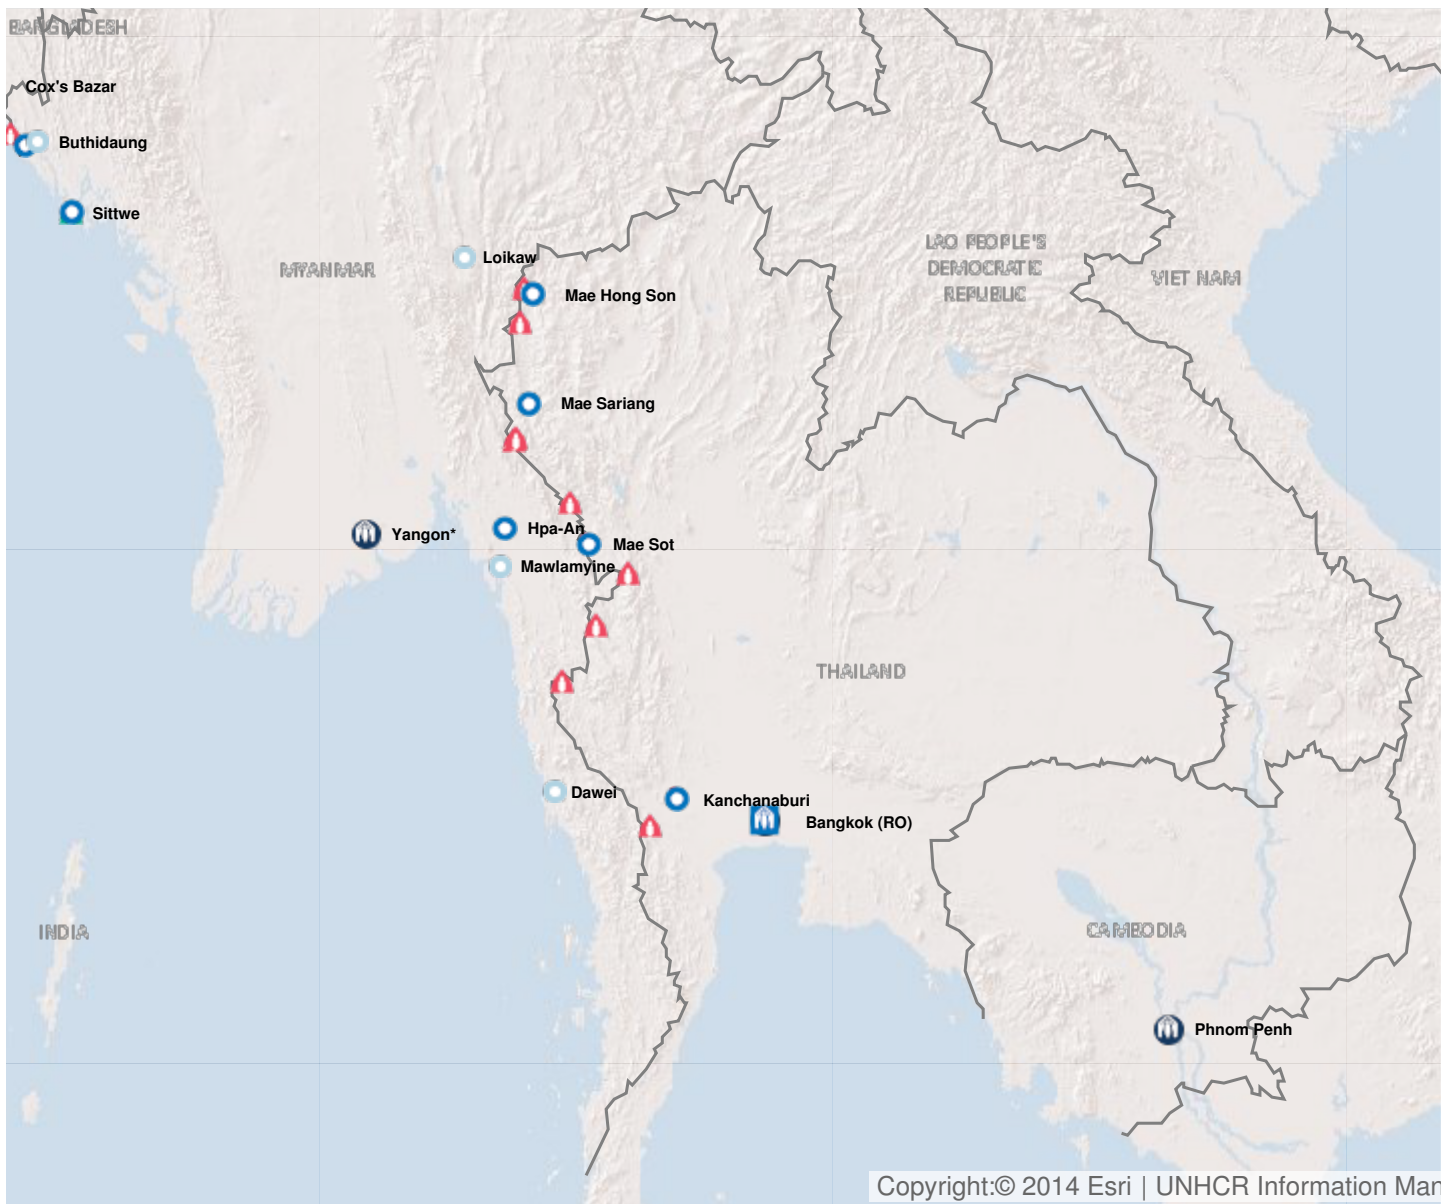 BANGLADESH
Cox's Bazar
Buthidaung
Sittwe
LAO PEOPLE'S
DEMOCRATIC
REPUBLIC
Loikaw
MYANMAR
VIET NAM
Mae Hong Son
Mae Sariang
Hpa-An
Yangon*
Mae Sot
Mawlamyine
THAILAND
Dawei
Kanchanaburi
Bangkok (RO)
INDIA
CAMBODIA
Phnom Penh
Copyright:© 2014 Esri | UNHCR Information Man